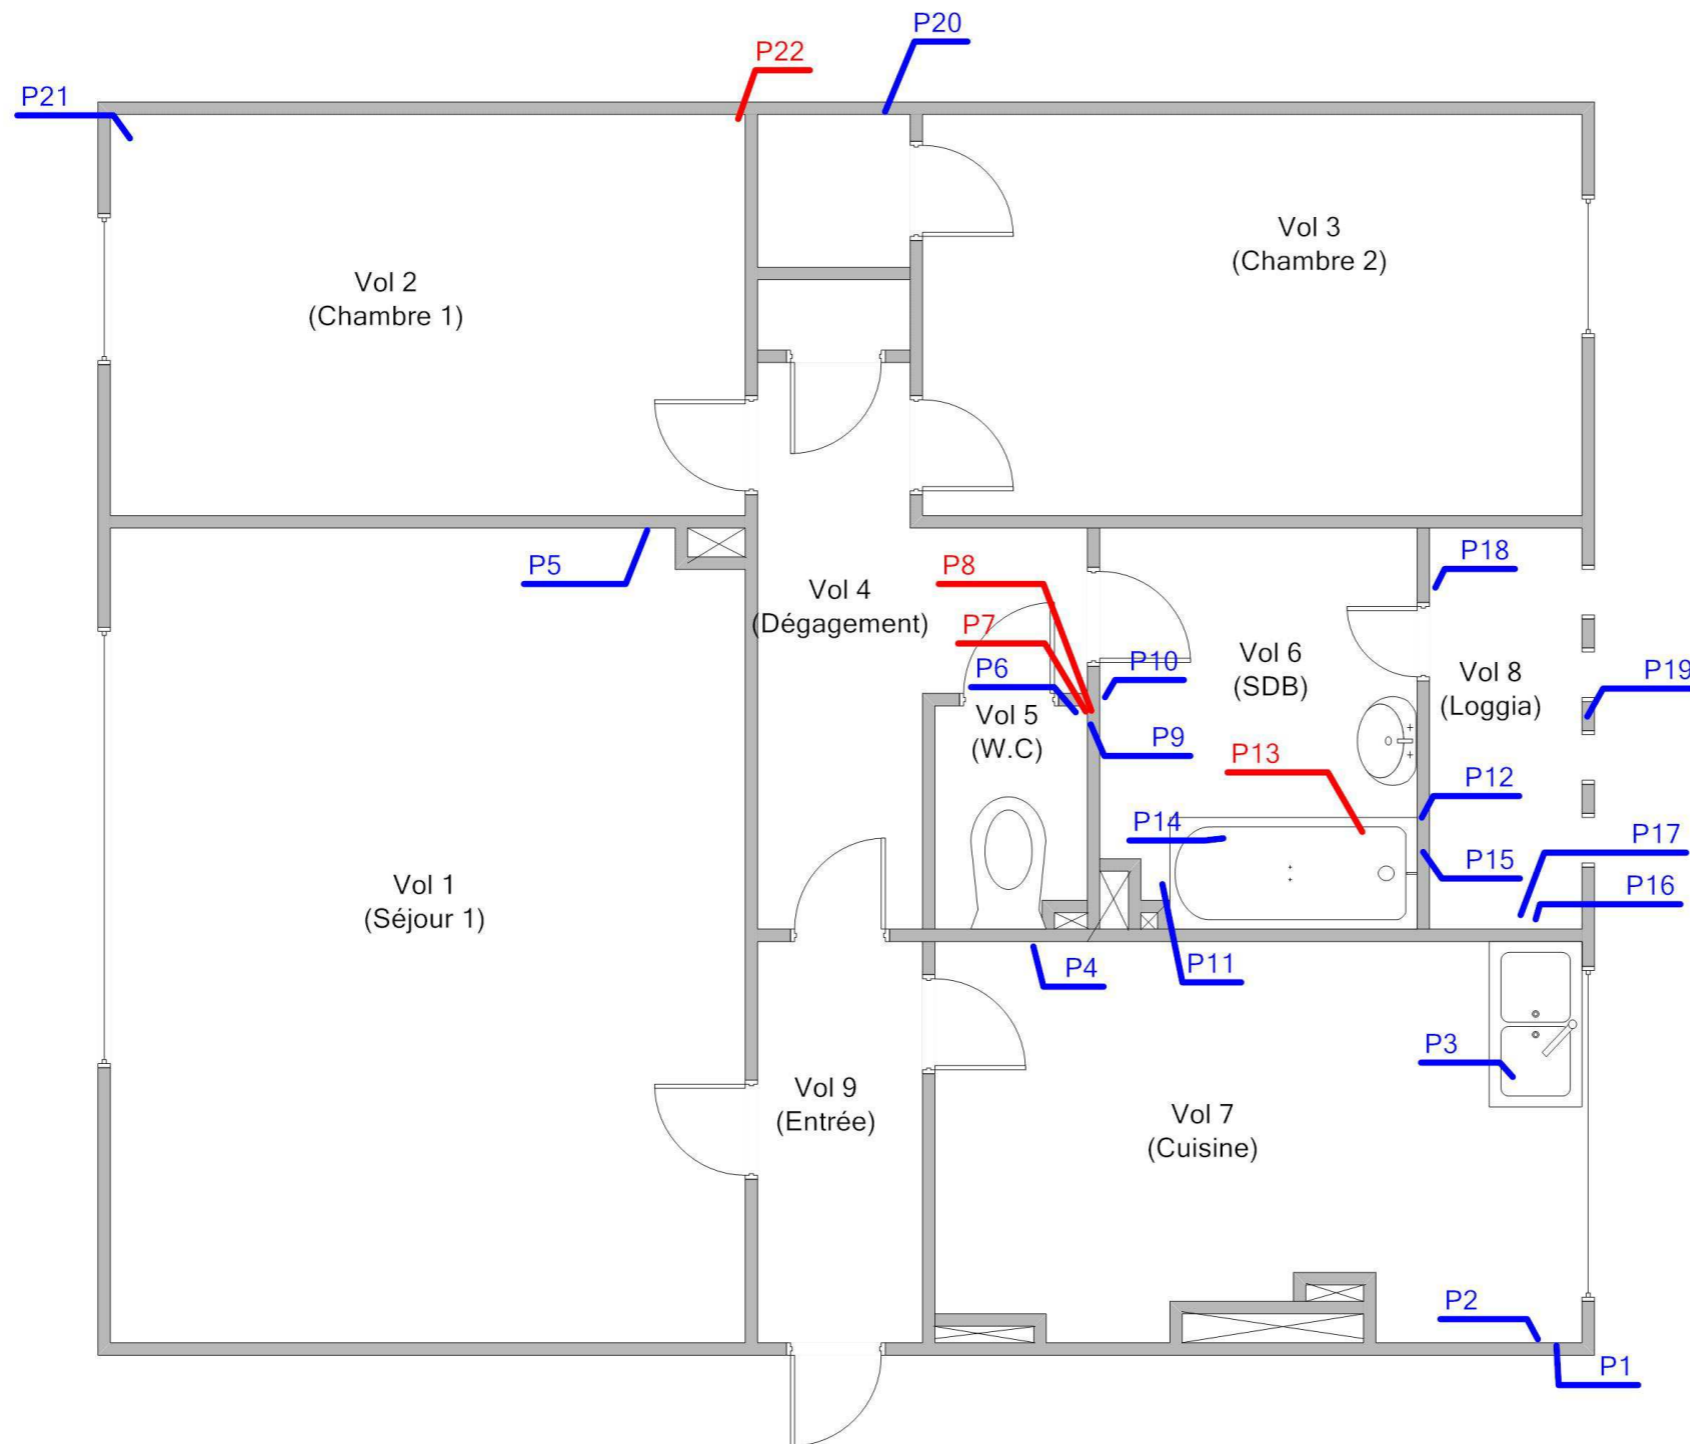 P20
P22
P21
Vol 3
(Chambre 2)
Vol 2
(Chambre 1)
P5
P8
P18
Vol 4
(Dégagement)
P7
P6
P10
Vol 6
(SDB)
Vol 8
(Loggia)
P19
Vol 5
(W.C)
P9
P13
P12
P14
P17
P15
P16
Vol 1
(Séjour 1)
P4
P11
P3
Vol 9
(Entrée)
Vol 7
(Cuisine)
P2
P1